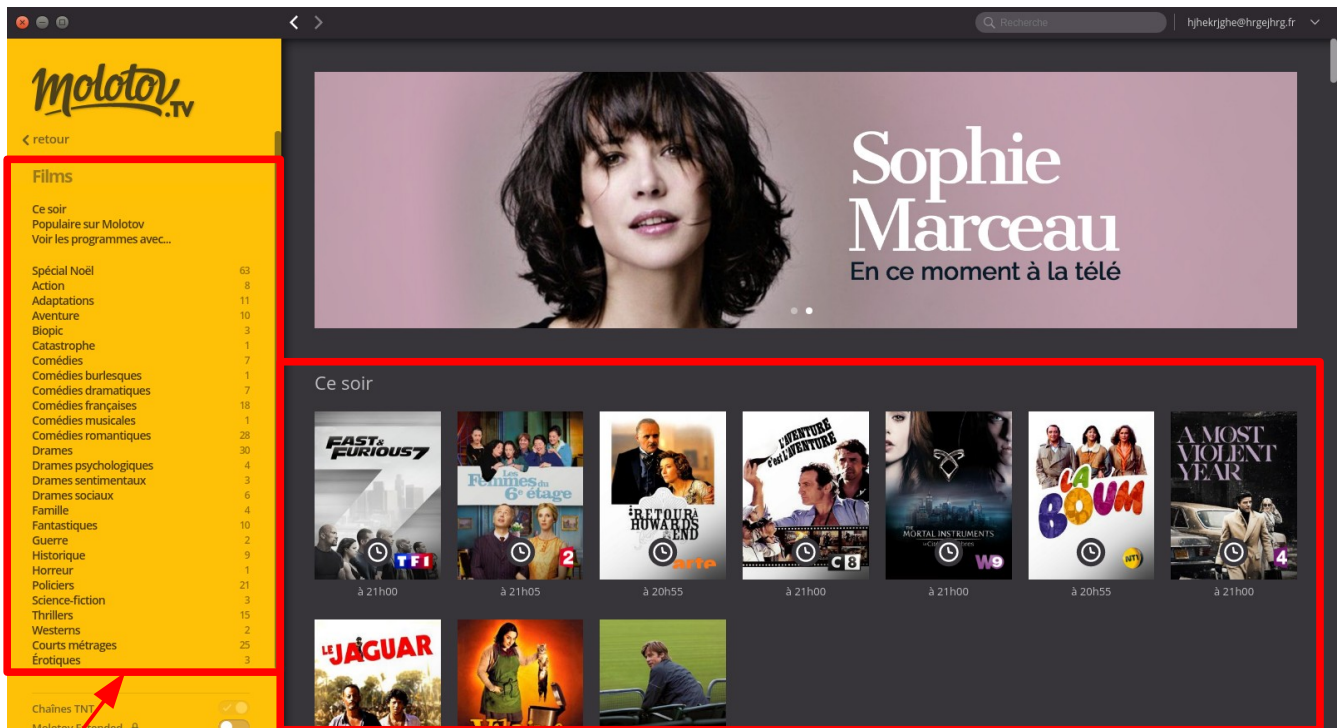 Recherche
hjhekrjghe@hrgejhrg.fr
molotov.TV
retour
Films
Ce soir
Populaire sur Molotov
Voir les programmes avec...
Spécial Noël 63
Action 8
Adaptations 11
Aventure 10
Biopic 3
Catastrophe 1
Comédies 7
Comédies burlesques 1
Comédies dramatiques 7
Comédies françaises 18
Comédies musicales 1
Comédies romantiques 28
Drames 30
Drames psychologiques 4
Drames sentimentaux 3
Drames sociaux 6
Famille 4
Fantastiques 10
Guerre 2
Historique 9
Horreur 1
Policiers 21
Science-fiction 3
Thrillers 15
Westerns 2
Courts métrages 25
Érotiques 3
Chaînes TNT
Molotov Extended
Sophie
Marceau
En ce moment à la télé
Ce soir
FAST &
FURIOUS 7
TF1
à 21h00
Les
Femmes du
6e étage
2
à 21h05
RETOUR À
HOWARDS
END
arte
à 20h55
L'AVENTURE
c'est L'AVENTURE
C8
à 21h00
THE
MORTAL INSTRUMENTS
W9
à 21h00
LA
BOUM
NT1
à 20h55
A MOST
VIOLENT
YEAR
4
à 21h00
LE JAGUAR